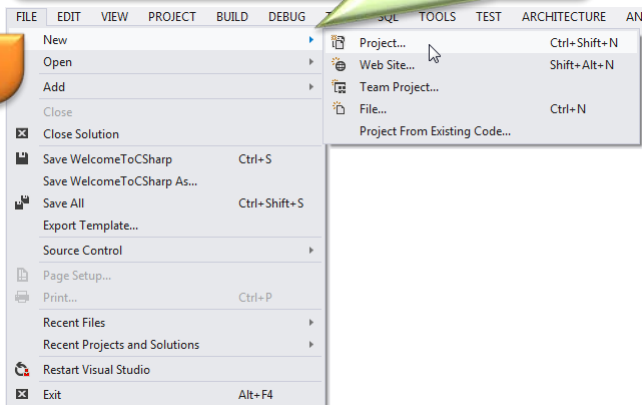 FILE EDIT VIEW PROJECT BUILD DEBUG SQL TOOLS TEST ARCHITECTURE
New
Project... Ctrl+Shift+N
Open
Web Site... Shift+Alt+N
Add
Team Project...
Close
File... Ctrl+N
Close Solution
Project From Existing Code...
Save WelcomeToCSharp Ctrl+S
Save WelcomeToCSharp As...
Save All Ctrl+Shift+S
Export Template...
Source Control
Page Setup...
Print... Ctrl+P
Recent Files
Recent Projects and Solutions
Restart Visual Studio
Exit Alt+F4